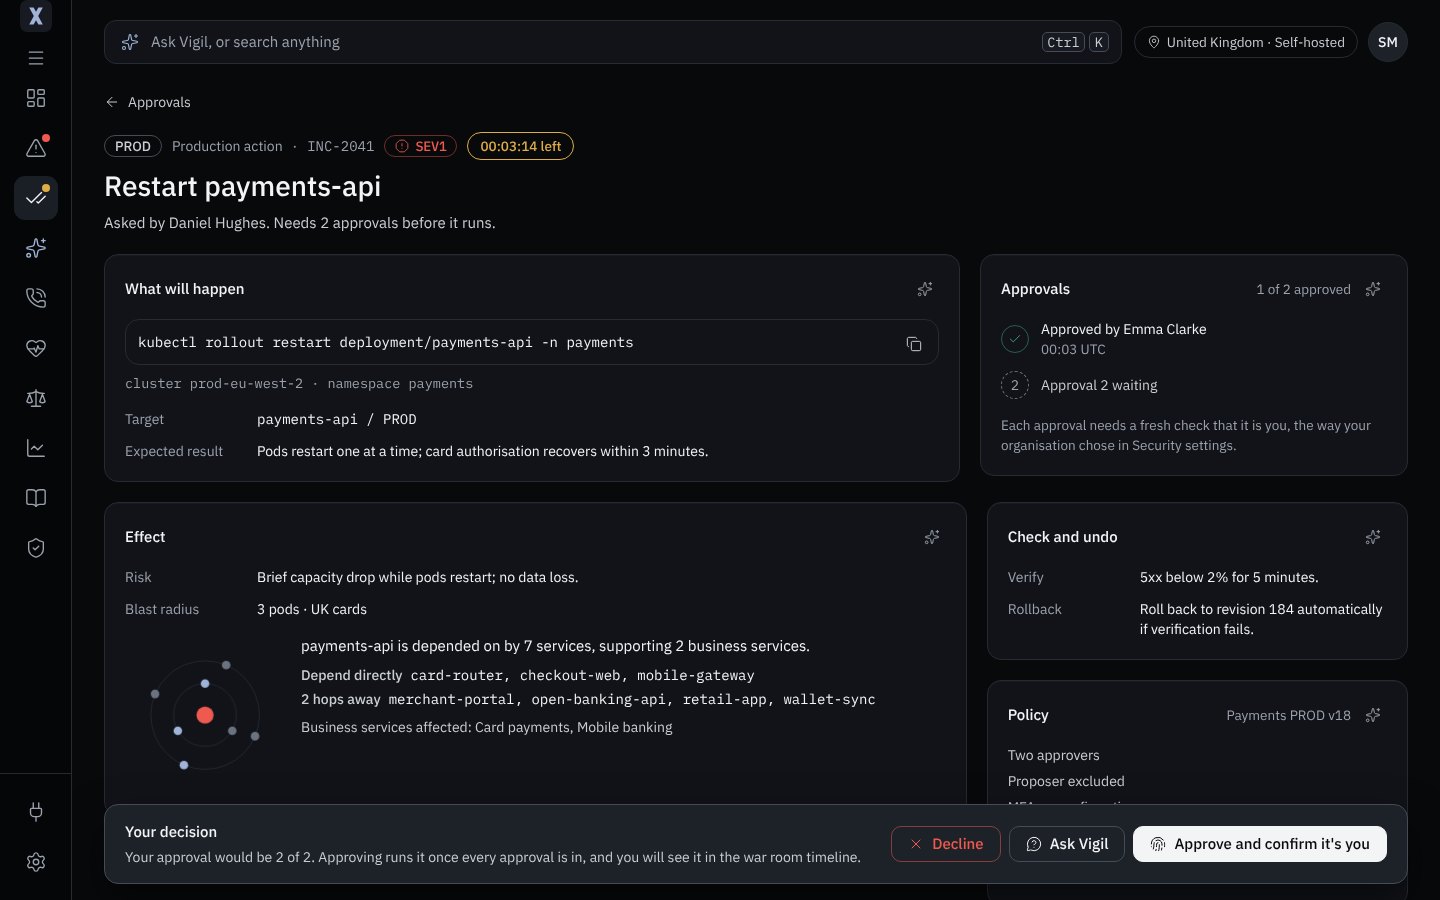 X
Ask Vigil, or search anything
Ctrl K
United Kingdom · Self-hosted
SM
Approvals
PROD Production action · INC-2041 SEV1 00:03:14 left
Restart payments-api
Asked by Daniel Hughes. Needs 2 approvals before it runs.
What will happen
kubectl rollout restart deployment/payments-api -n payments
cluster prod-eu-west-2 · namespace payments
Target payments-api / PROD
Expected result Pods restart one at a time; card authorisation recovers within 3 minutes.
Approvals 1 of 2 approved
Approved by Emma Clarke
00:03 UTC
2 Approval 2 waiting
Each approval needs a fresh check that it is you, the way your
organisation chose in Security settings.
Effect
Risk Brief capacity drop while pods restart; no data loss.
Blast radius 3 pods · UK cards
payments-api is depended on by 7 services, supporting 2 business services.
Depend directly card-router, checkout-web, mobile-gateway
2 hops away merchant-portal, open-banking-api, retail-app, wallet-sync
Business services affected: Card payments, Mobile banking
Check and undo
Verify 5xx below 2% for 5 minutes.
Rollback Roll back to revision 184 automatically
if verification fails.
Policy Payments PROD v18
Two approvers
Proposer excluded
Your decision
Your approval would be 2 of 2. Approving runs it once every approval is in, and you will see it in the war room timeline.
Decline
Ask Vigil
Approve and confirm it's you